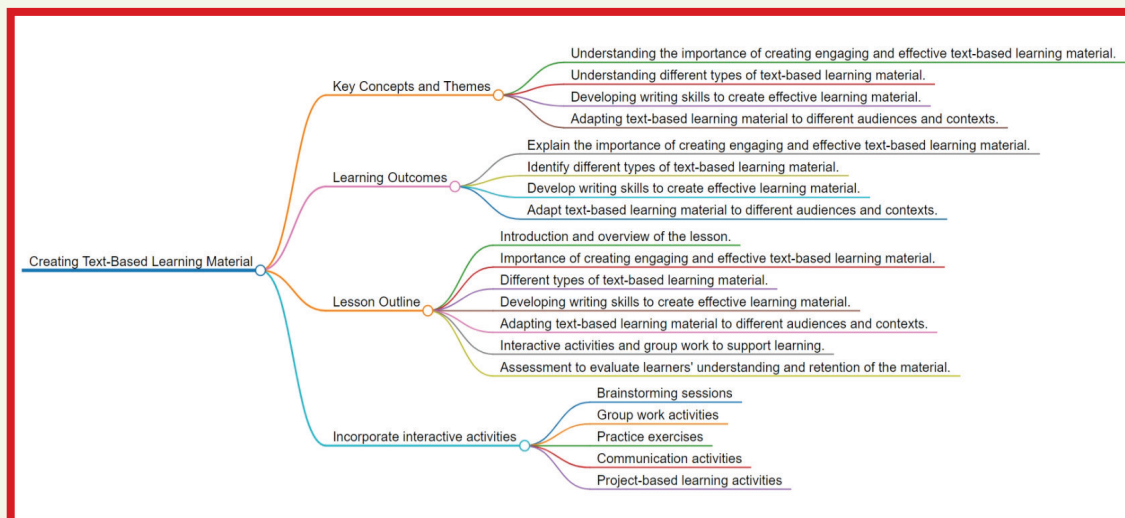 Creating Text-Based Learning Material
Key Concepts and Themes
Understanding the importance of creating engaging and effective text-based learning material.
Understanding different types of text-based learning material.
Developing writing skills to create effective learning material.
Adapting text-based learning material to different audiences and contexts.
Learning Outcomes
Explain the importance of creating engaging and effective text-based learning material.
Identify different types of text-based learning material.
Develop writing skills to create effective learning material.
Adapt text-based learning material to different audiences and contexts.
Lesson Outline
Introduction and overview of the lesson.
Importance of creating engaging and effective text-based learning material.
Different types of text-based learning material.
Developing writing skills to create effective learning material.
Adapting text-based learning material to different audiences and contexts.
Interactive activities and group work to support learning.
Assessment to evaluate learners' understanding and retention of the material.
Incorporate interactive activities
Brainstorming sessions
Group work activities
Practice exercises
Communication activities
Project-based learning activities